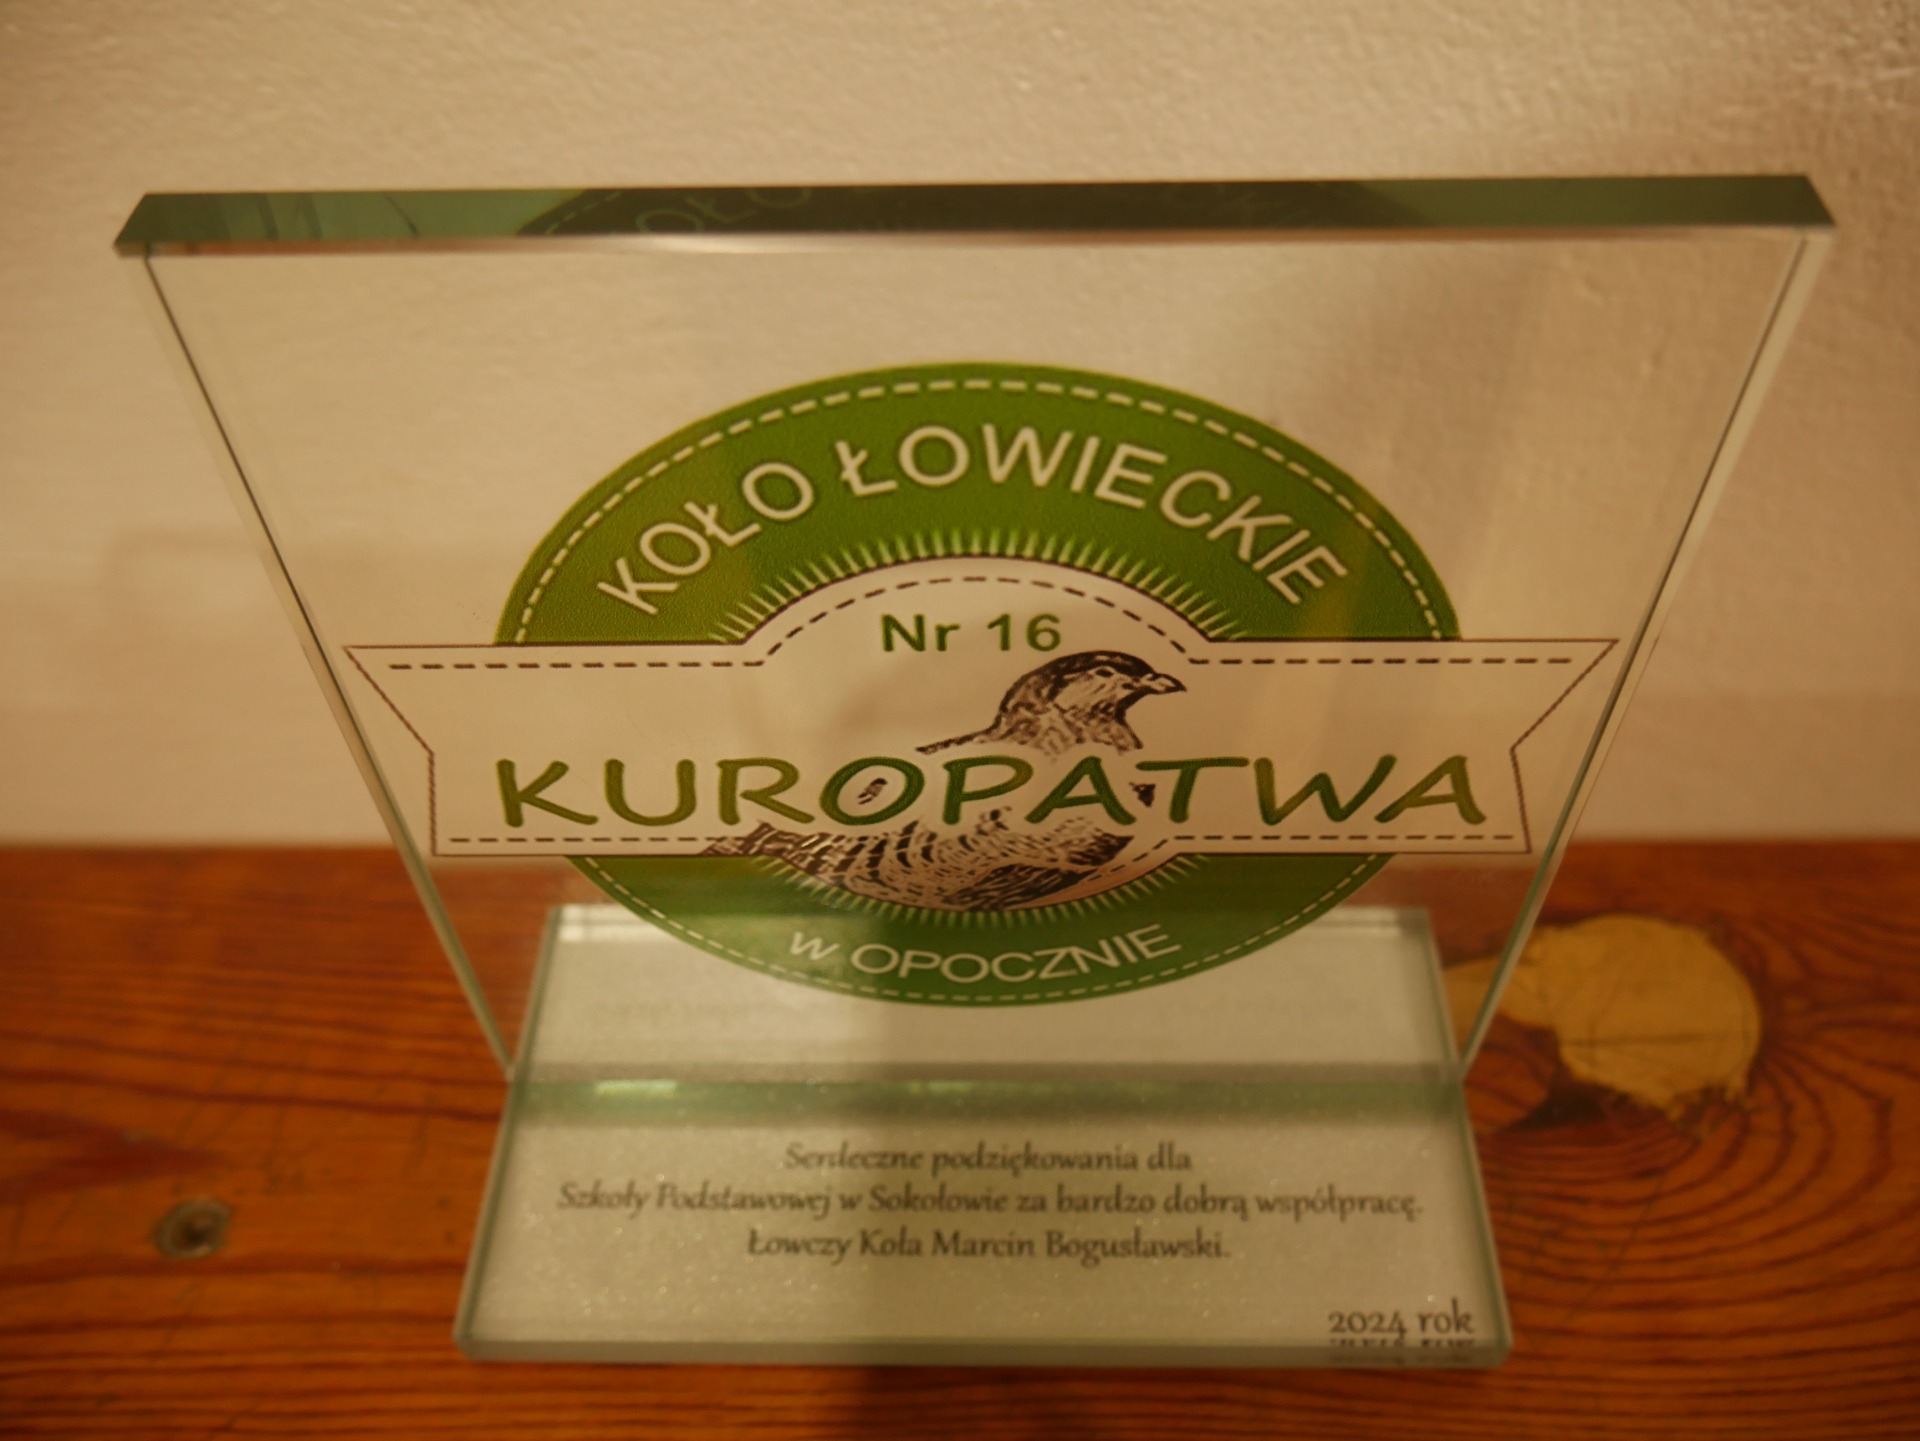 KOŁO ŁOWIECKIE
Nr 16
KUROPATWA
w OPOCZNIE
Serdeczne podziękowania dla
Szkoły Podstawowej w Sokołowie za bardzo dobrą współpracę.
Łowczy Koła Marcin Bogusławski.
2024 rok